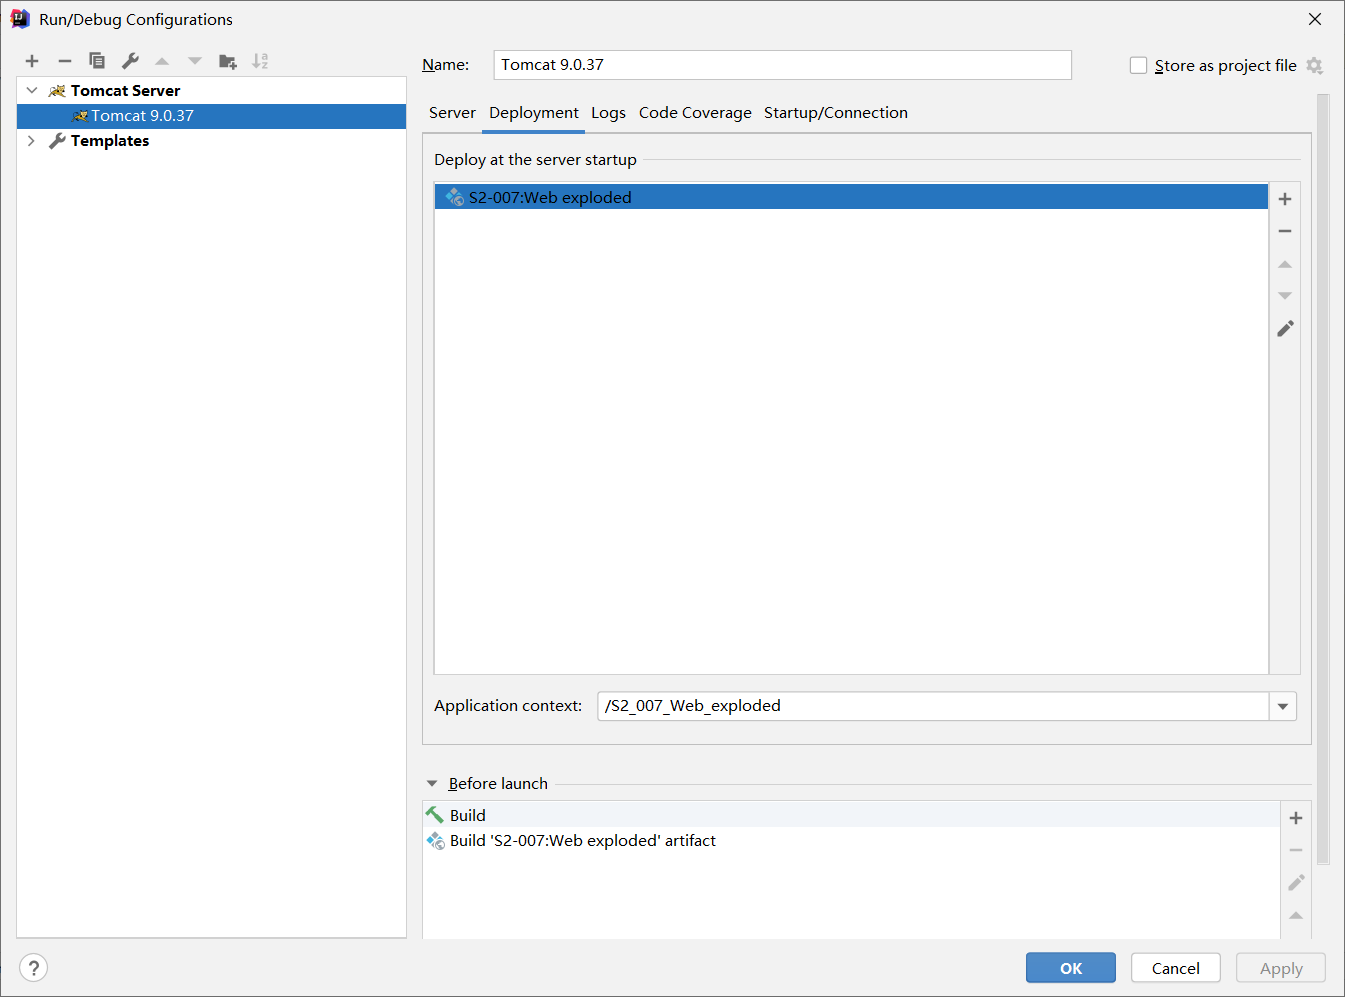 Run/Debug Configurations
Name: Tomcat 9.0.37
Store as project file
Tomcat Server
Tomcat 9.0.37
Templates
Server Deployment Logs Code Coverage Startup/Connection
Deploy at the server startup
S2-007:Web exploded
Application context: /S2_007_Web_exploded
Before launch
Build
Build 'S2-007:Web exploded' artifact
?
OK Cancel Apply